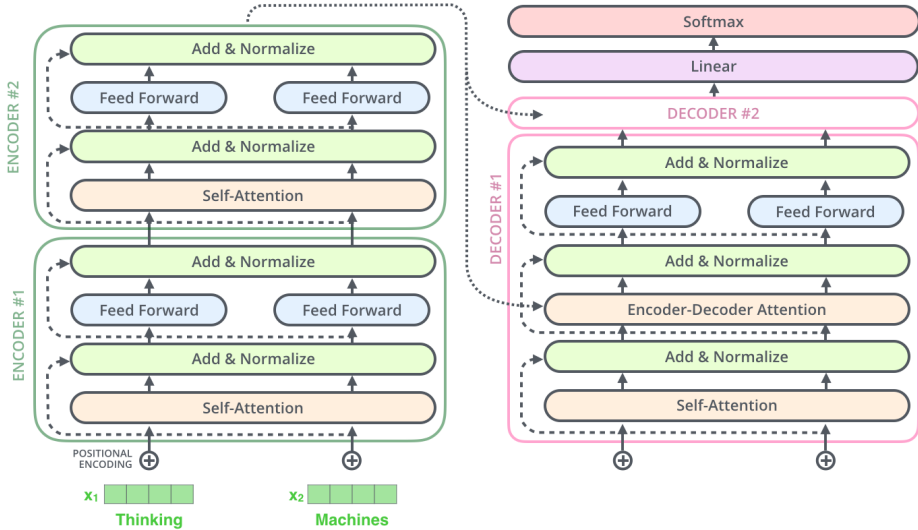 ENCODER #2
Add & Normalize
Feed Forward
Feed Forward
Add & Normalize
Self-Attention
ENCODER #1
Add & Normalize
Feed Forward
Feed Forward
Add & Normalize
Self-Attention
POSITIONAL
ENCODING
x1
x2
Thinking
Machines
Softmax
Linear
DECODER #2
DECODER #1
Add & Normalize
Feed Forward
Feed Forward
Add & Normalize
Encoder-Decoder Attention
Add & Normalize
Self-Attention